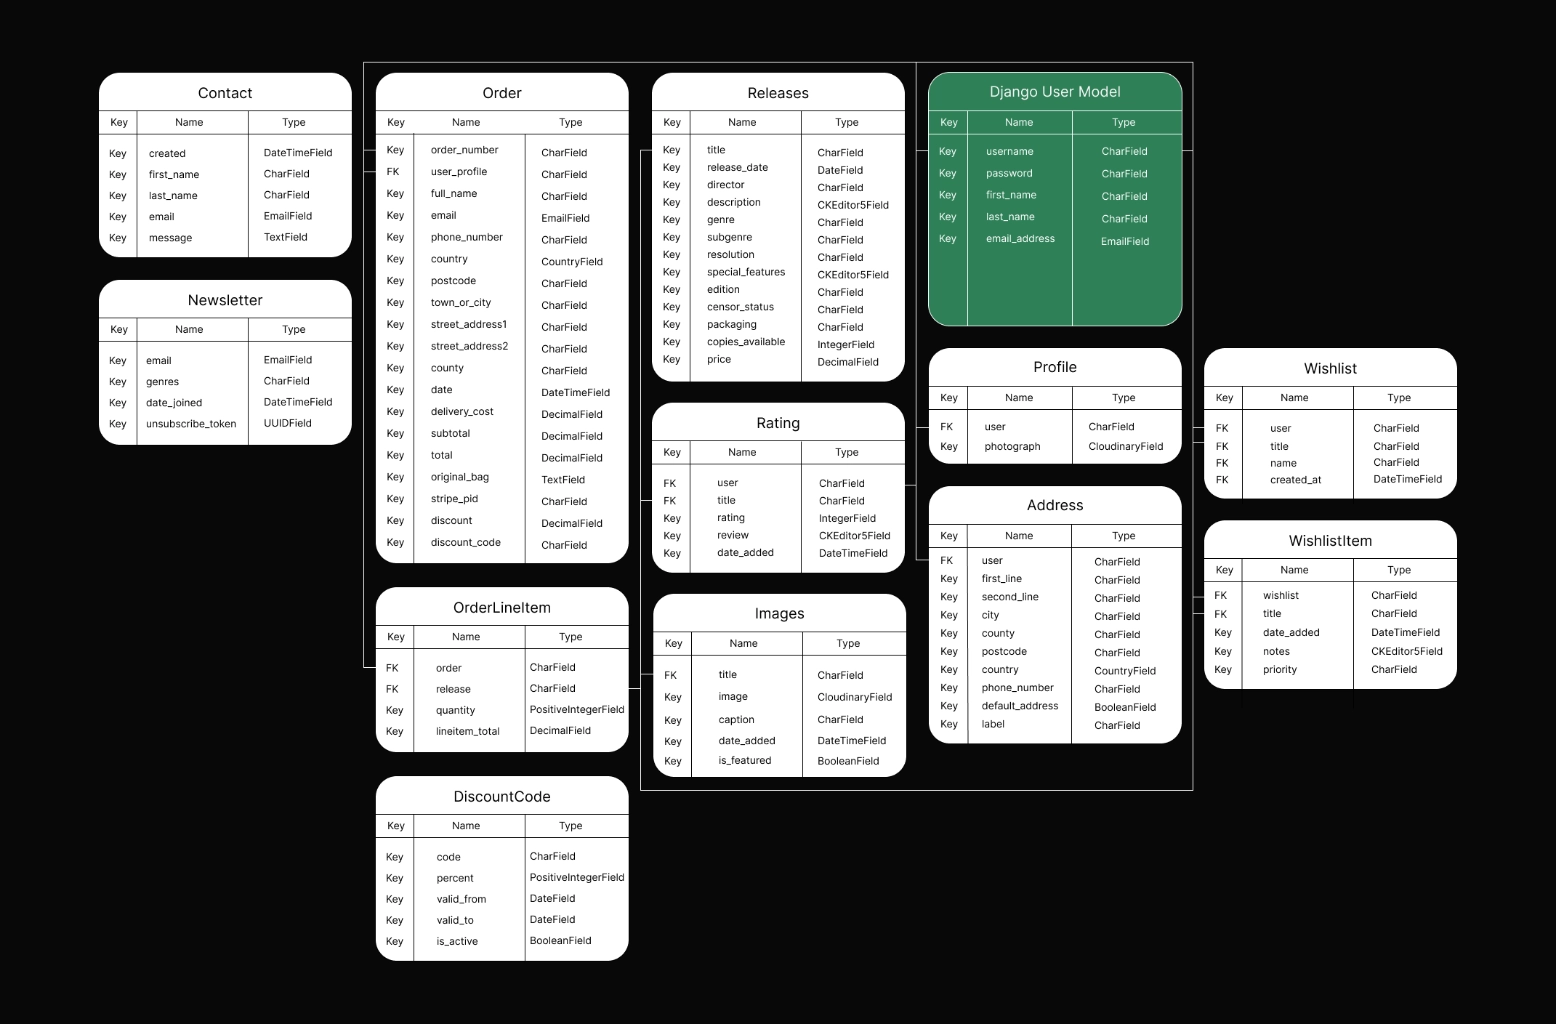 Contact
Key Name Type
Key created DateTimeField
Key first_name CharField
Key last_name CharField
Key email EmailField
Key message TextField
Newsletter
Key Name Type
Key email EmailField
Key genres CharField
Key date_joined DateTimeField
Key unsubscribe_token UUIDField
Order
Key Name Type
Key order_number CharField
FK user_profile CharField
Key full_name CharField
Key email EmailField
Key phone_number CharField
Key country CountryField
Key postcode CharField
Key town_or_city CharField
Key street_address1 CharField
Key street_address2 CharField
Key county CharField
Key date DateTimeField
Key delivery_cost DecimalField
Key subtotal DecimalField
Key total DecimalField
Key original_bag TextField
Key stripe_pid CharField
Key discount DecimalField
Key discount_code CharField
OrderLineItem
Key Name Type
FK order CharField
FK release CharField
Key quantity PositiveIntegerField
Key lineitem_total DecimalField
DiscountCode
Key Name Type
Key code CharField
Key percent PositiveIntegerField
Key valid_from DateField
Key valid_to DateField
Key is_active BooleanField
Releases
Key Name Type
Key title CharField
Key release_date DateField
Key director CharField
Key description CKEditor5Field
Key genre CharField
Key subgenre CharField
Key resolution CharField
Key special_features CKEditor5Field
Key edition CharField
Key censor_status CharField
Key packaging CharField
Key copies_available IntegerField
Key price DecimalField
Rating
Key Name Type
FK user CharField
FK title CharField
Key rating IntegerField
Key review CKEditor5Field
Key date_added DateTimeField
Images
Key Name Type
FK title CharField
Key image CloudinaryField
Key caption CharField
Key date_added DateTimeField
Key is_featured BooleanField
Django User Model
Key Name Type
Key username CharField
Key password CharField
Key first_name CharField
Key last_name CharField
Key email_address EmailField
Profile
Key Name Type
FK user CharField
Key photograph CloudinaryField
Address
Key Name Type
FK user CharField
Key first_line CharField
Key second_line CharField
Key city CharField
Key county CharField
Key postcode CharField
Key country CountryField
Key phone_number CharField
Key default_address BooleanField
Key label CharField
Wishlist
Key Name Type
FK user CharField
FK title CharField
FK name CharField
FK created_at DateTimeField
WishlistItem
Key Name Type
FK wishlist CharField
FK title CharField
Key date_added DateTimeField
Key notes CKEditor5Field
Key priority CharField